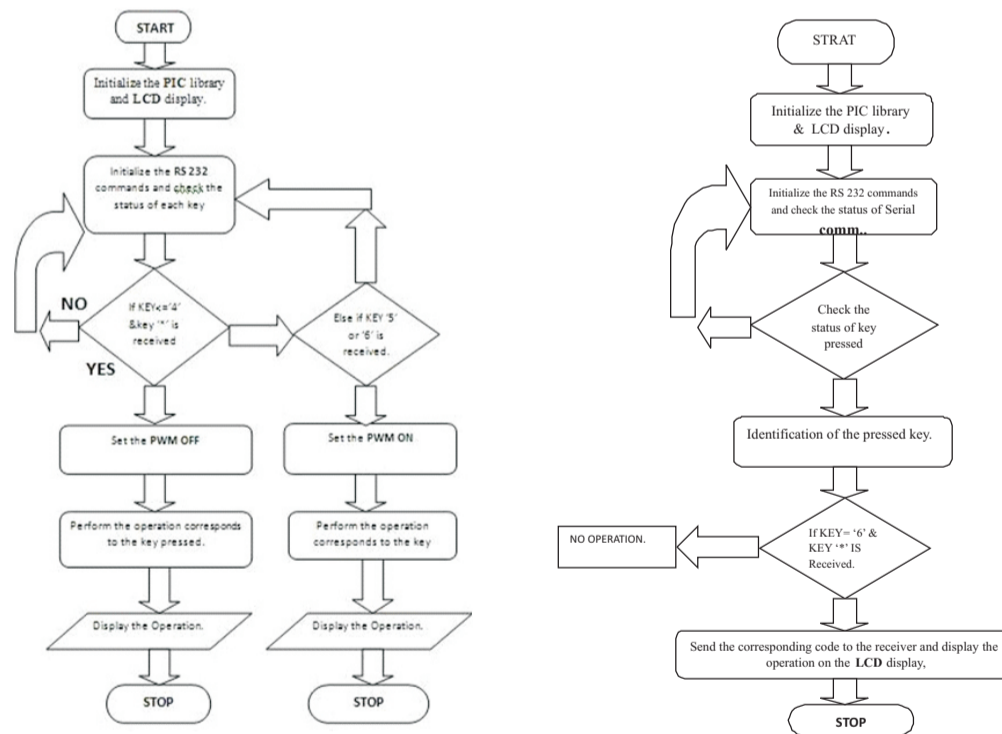 START
Initialize the PIC library
and LCD display.
Initialize the RS 232
commands and check the
status of each key
NO
If KEY<='4'
&key '*' is
received
YES
Else if KEY '5'
or '6' is
received.
Set the PWM OFF
Set the PWM ON
Perform the operation corresponds
to the key pressed.
Perform the operation
corresponds to the key
Display the Operation.
Display the Operation.
STOP
STOP
STRAT
Initialize the PIC library
& LCD display.
Initialize the RS 232 commands
and check the status of Serial
comm..
Check the
status of key
pressed
Identification of the pressed key.
If KEY= ‘6’ &
KEY ‘*’ IS
Received.
NO OPERATION.
Send the corresponding code to the receiver and display the
operation on the LCD display,
STOP